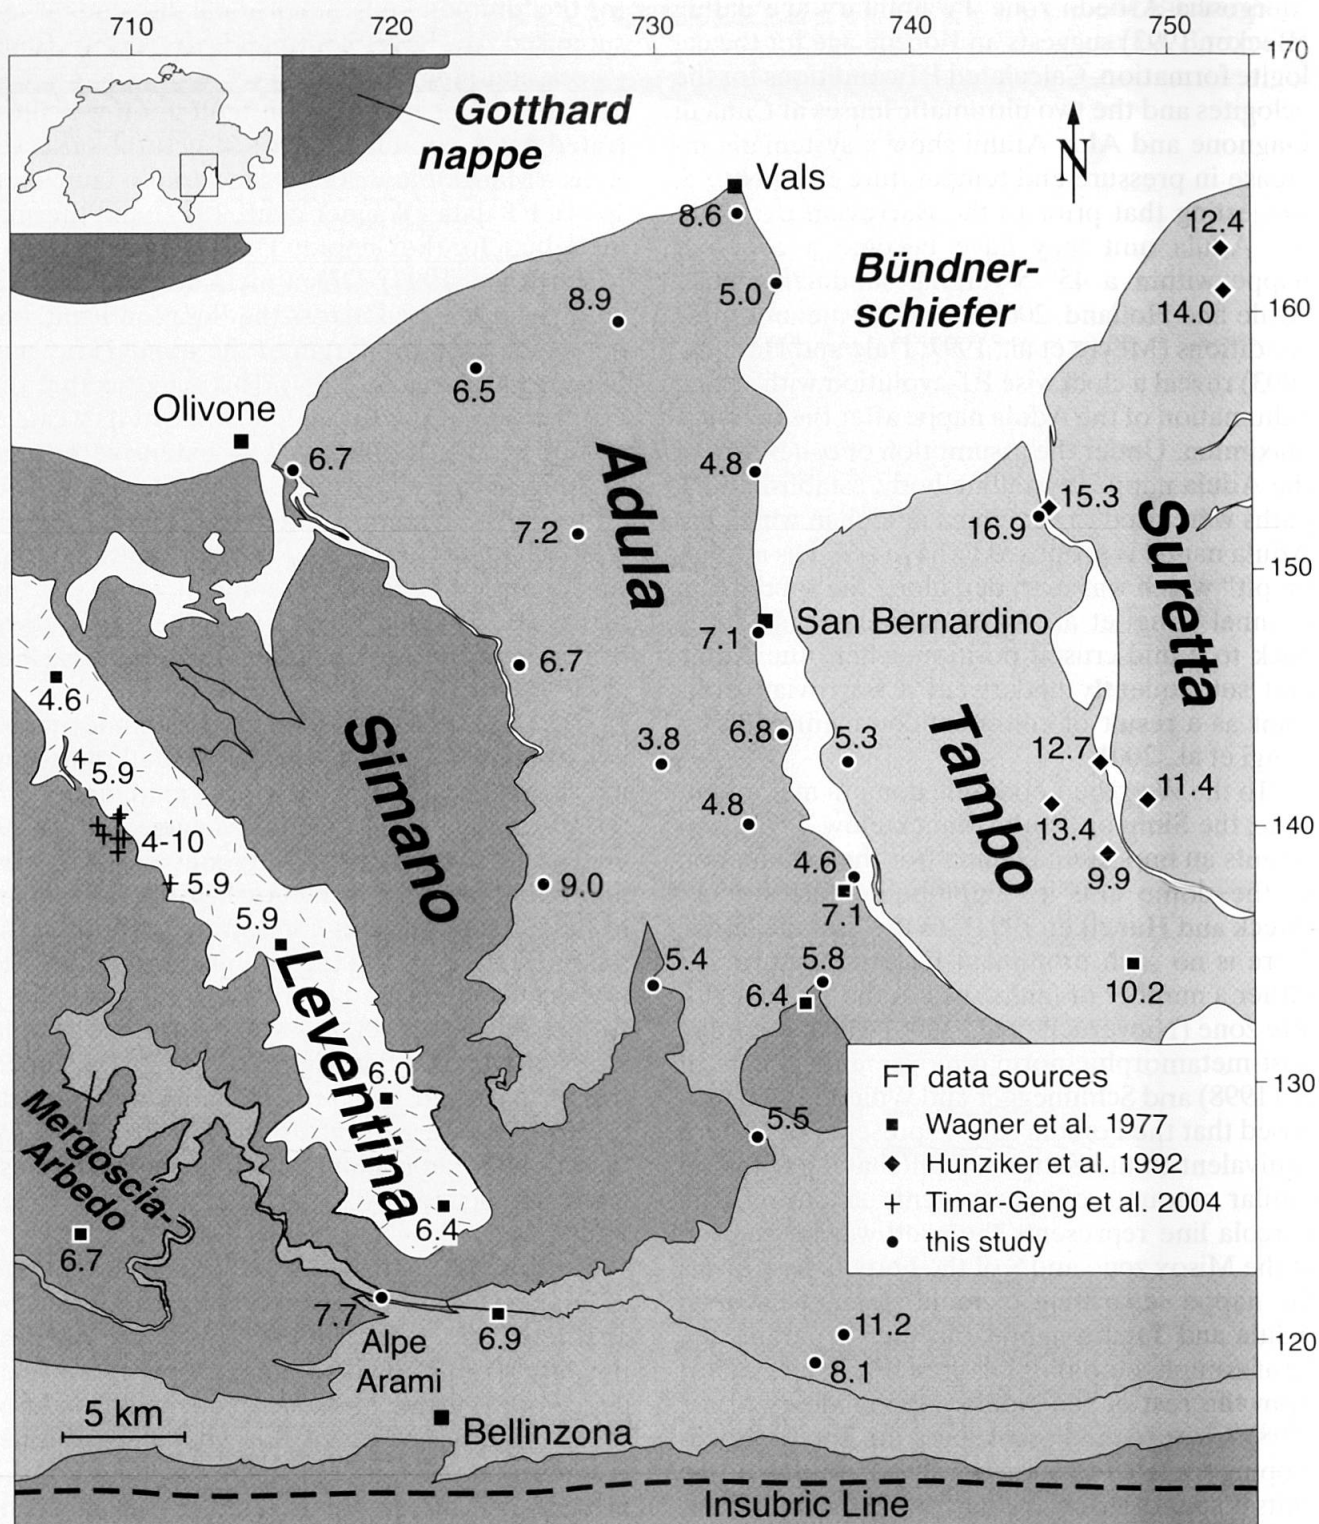 710
720
730
740
750
170
Gotthard
nappe
N
Vals
8.6
12.4
Bündner-
schiefer
5.0
8.9
14.0
160
6.5
Olivone
6.7
Adula
4.8
15.3
16.9
Suretta
7.2
150
San Bernardino
7.1
6.7
4.6
Simano
Tambo
3.8
6.8
5.3
12.7
5.9
11.4
4.8
13.4
140
4-10
5.9
9.0
4.6
9.9
7.1
5.9
Leventina
5.4
5.8
6.4
10.2
6.0
130
Mergoscia-
Arbedo
5.5
6.7
6.4
FT data sources
Wagner et al. 1977
Hunziker et al. 1992
Timar-Geng et al. 2004
this study
7.7
Alpe
Arami
6.9
11.2
8.1
120
5 km
Bellinzona
Insubric Line